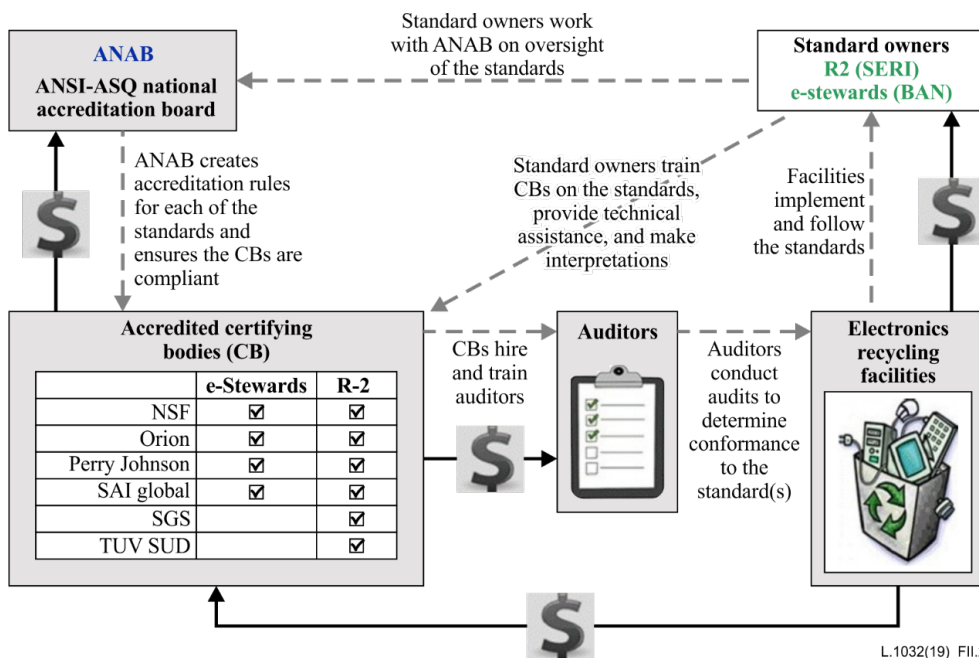 Standard owners work
with ANAB on oversight
of the standards
ANAB
ANSI-ASQ national
accreditation board
Standard owners
R2 (SERI)
e-stewards (BAN)
ANAB creates
accreditation rules
for each of the
standards and
ensures the CBs are
compliant
Standard owners train
CBs on the standards,
provide technical
assistance, and make
interpretations
Facilities
implement
and follow
the standards
$
$
Accredited certifying
bodies (CB)
e-Stewards R-2
NSF
Orion
Perry Johnson
SAI global
SGS
TUV SUD
CBs hire
and train
auditors
$
Auditors
Auditors
conduct
audits to
determine
conformance
to the
standard(s)
Electronics
recycling
facilities
$
L.1032(19)_FII.